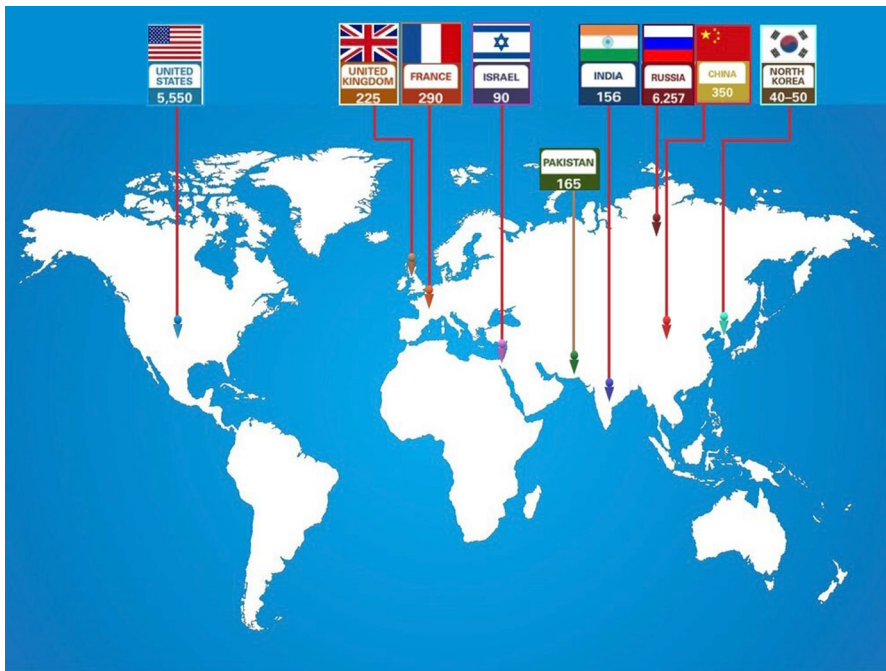 UNITED
STATES
5,550
UNITED
KINGDOM
225
FRANCE
290
ISRAEL
90
INDIA
156
RUSSIA
6,257
CHINA
350
NORTH
KOREA
40–50
PAKISTAN
165